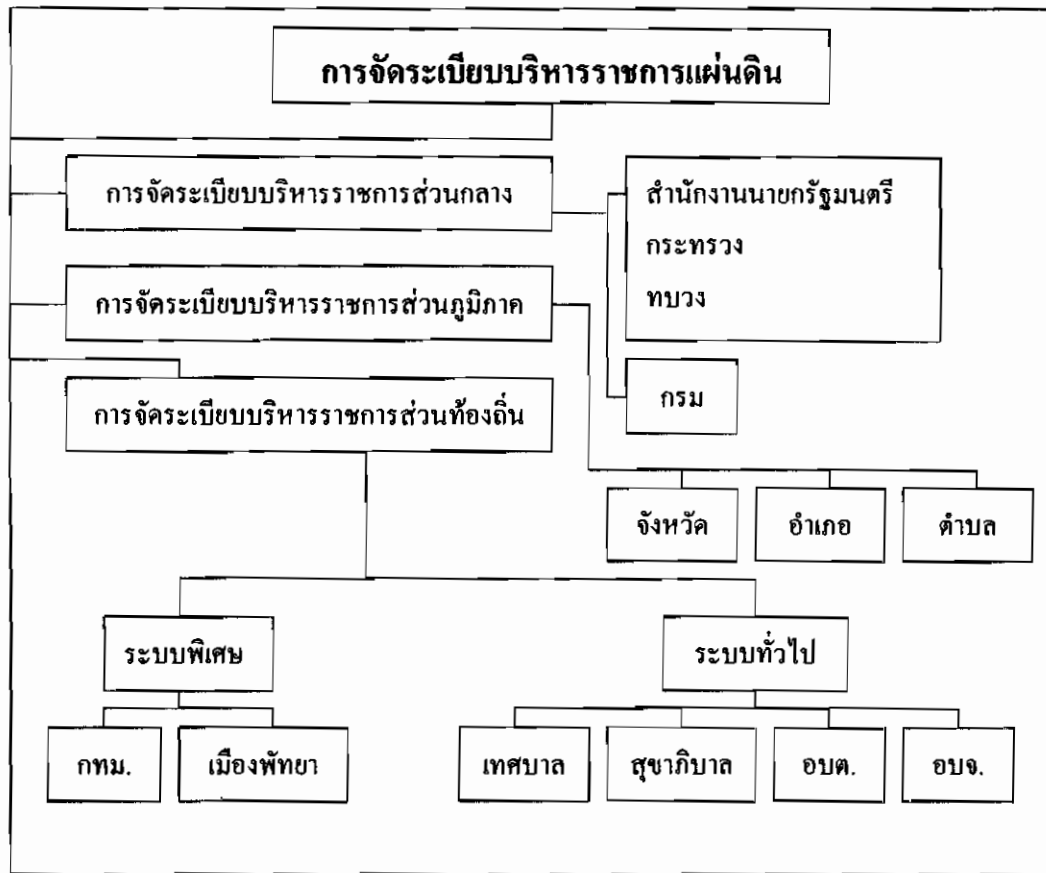 การจัดระเบียบบริหารราชการแผ่นดิน
การจัดระเบียบบริหารราชการส่วนกลาง
สำนักงานนายกรัฐมนตรี
กระทรวง
ทบวง
การจัดระเบียบบริหารราชการส่วนภูมิภาค
กรม
การจัดระเบียบบริหารราชการส่วนท้องถิ่น
จังหวัด
อำเภอ
ตำบล
ระบบพิเศษ
ระบบทั่วไป
กทม.
เมืองพัทยา
เทศบาล
สุขาภิบาล
อบต.
อบจ.